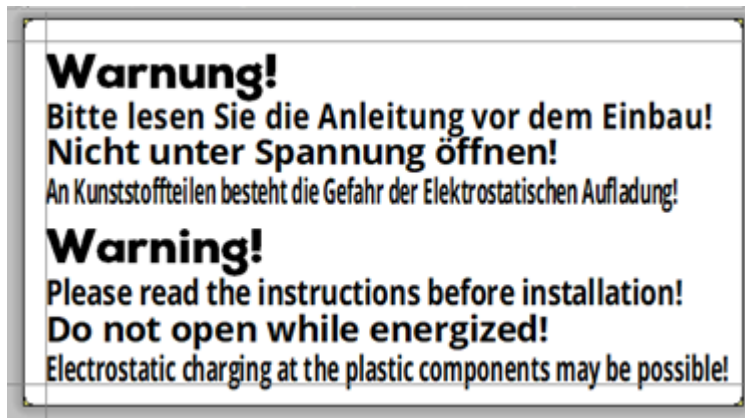 Warnung!
Bitte lesen Sie die Anleitung vor dem Einbau!
Nicht unter Spannung öffnen!
An Kunststoffteilen besteht die Gefahr der Elektrostatischen Aufladung!
Warning!
Please read the instructions before installation!
Do not open while energized!
Electrostatic charging at the plastic components may be possible!